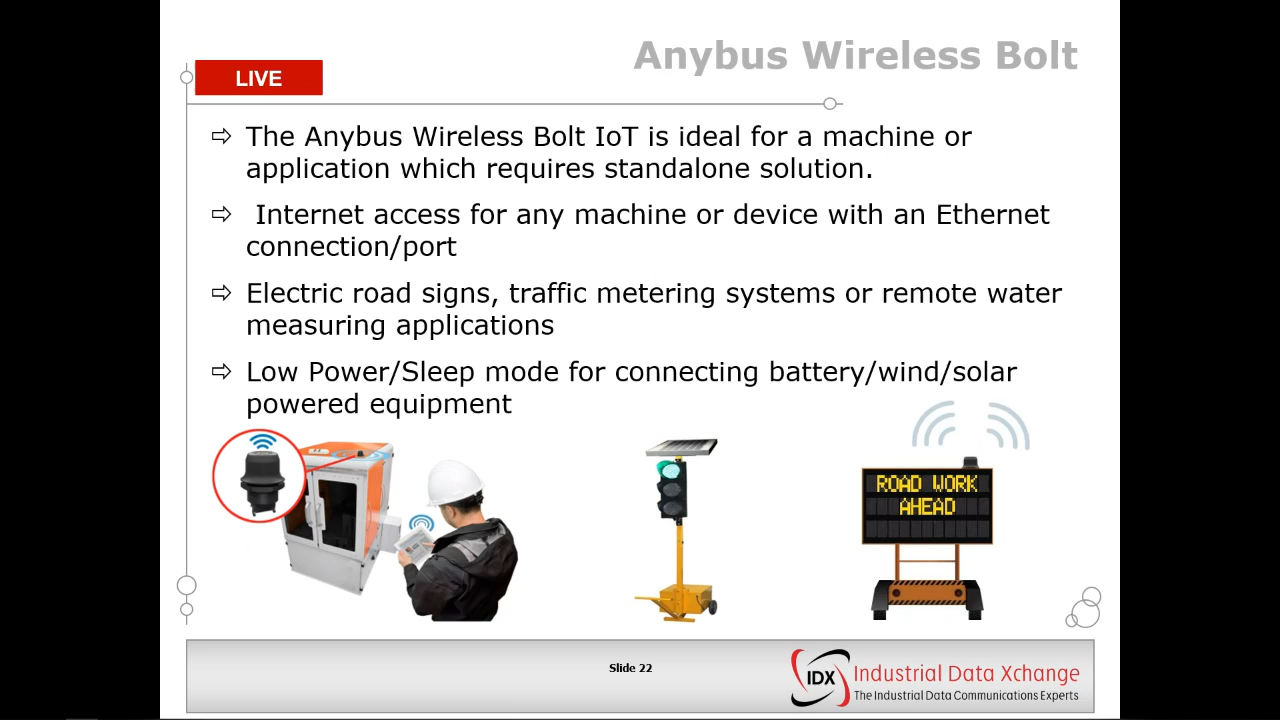 Anybus Wireless Bolt
LIVE
⇨ The Anybus Wireless Bolt IoT is ideal for a machine or
application which requires standalone solution.
⇨ Internet access for any machine or device with an Ethernet
connection/port
⇨ Electric road signs, traffic metering systems or remote water
measuring applications
⇨ Low Power/Sleep mode for connecting battery/wind/solar
powered equipment
ROAD WORK
AHEAD
Slide 22
IDX
Industrial Data Xchange
The Industrial Data Communications Experts